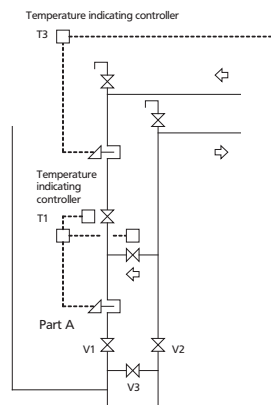 Temperature indicating controller
T3
Temperature
indicating
controller
T1
Part A
V1
V2
V3